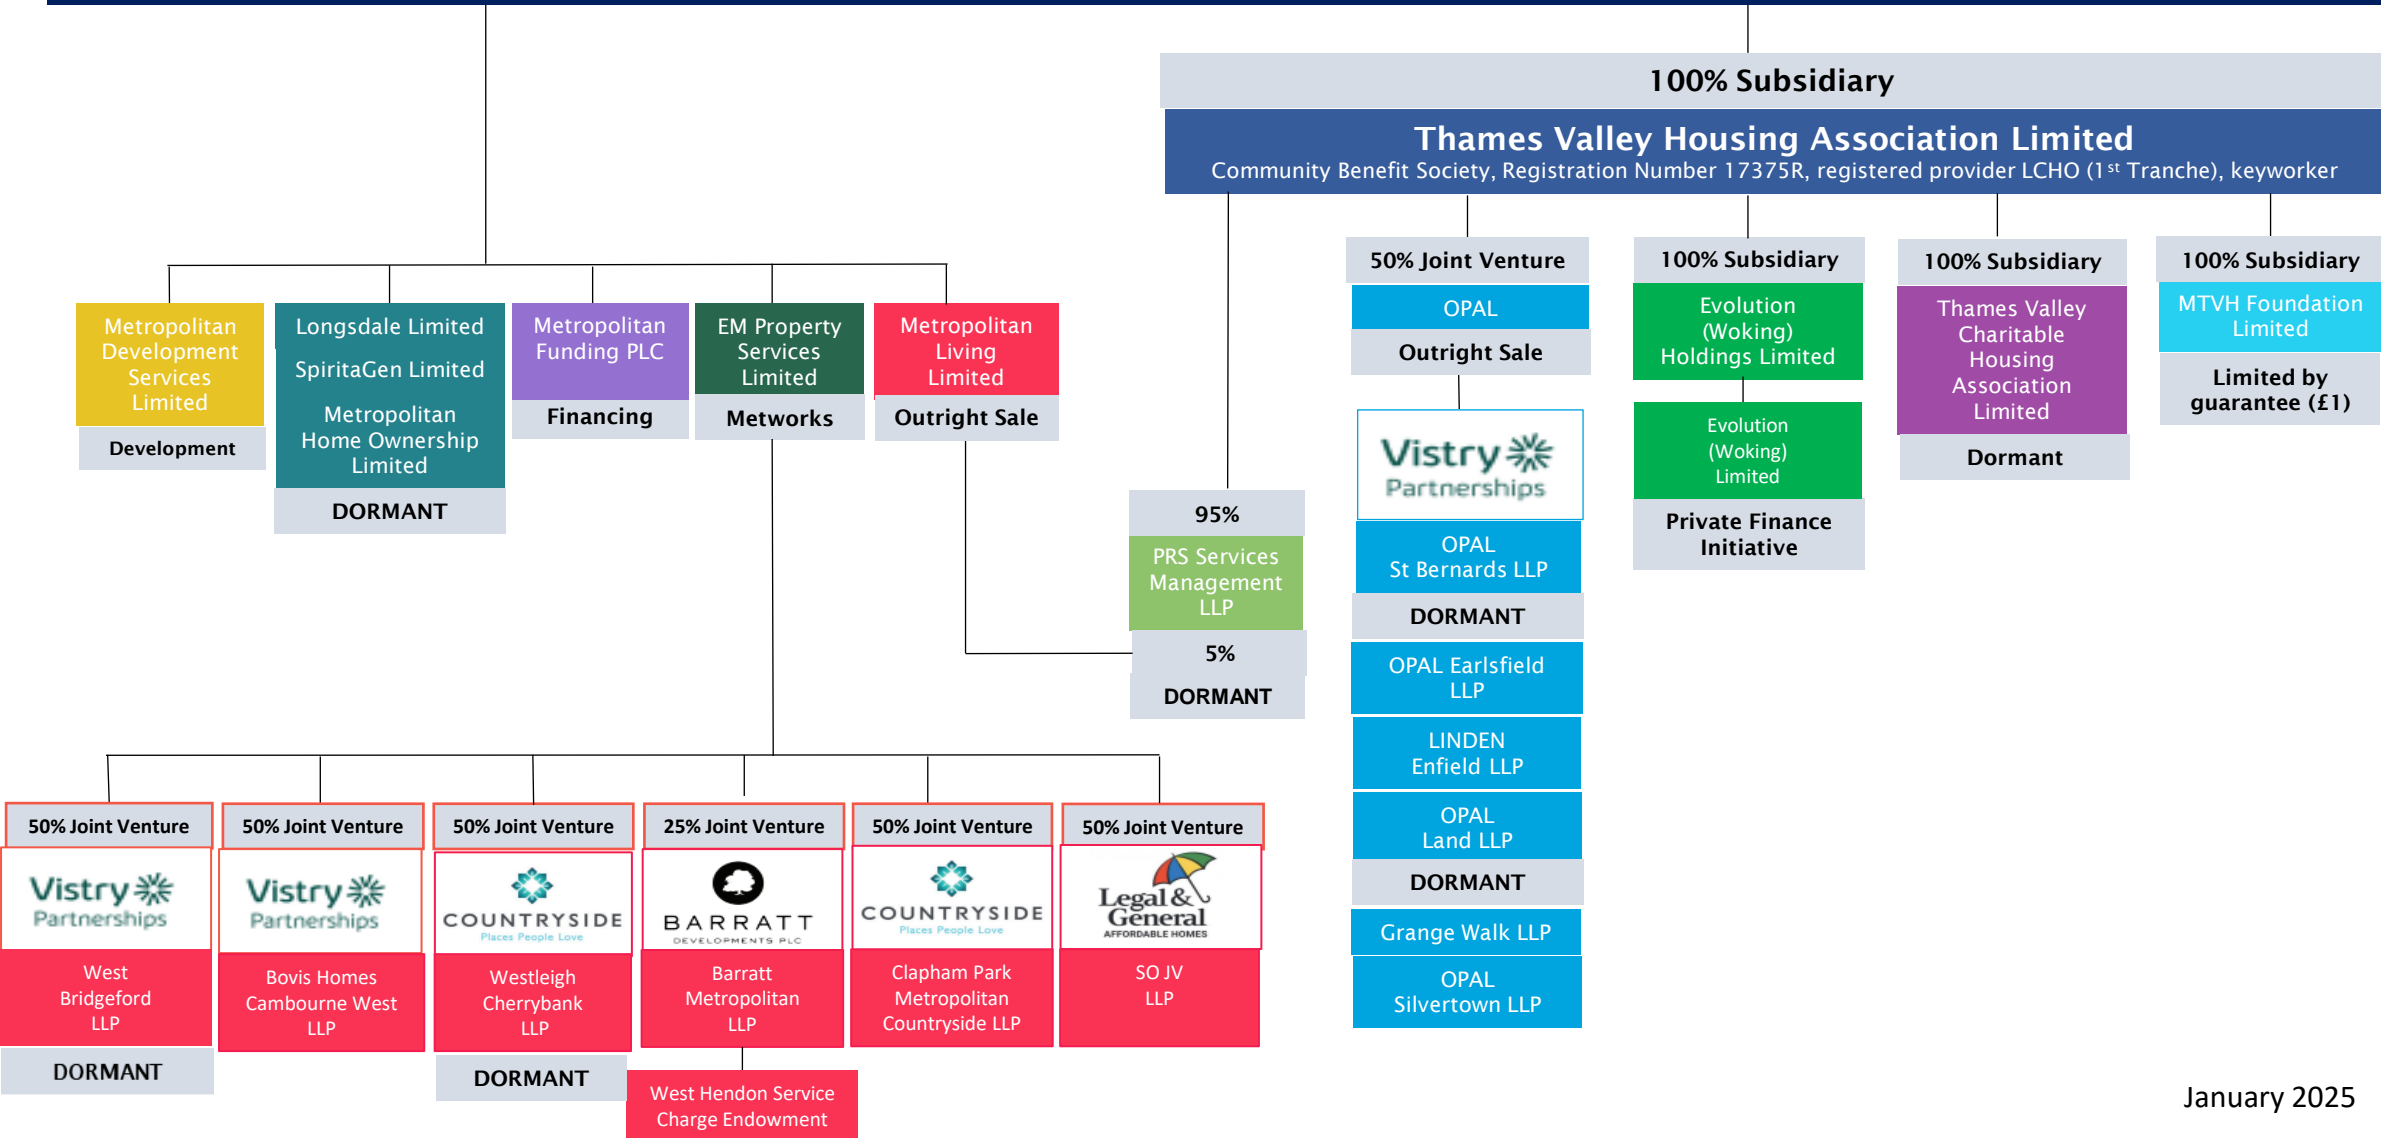 100% Subsidiary
Thames Valley Housing Association Limited
Community Benefit Society, Registration Number 17375R, registered provider LCHO (1st Tranche), keyworker
Metropolitan
Development
Services
Limited
Development
Longsdale Limited
SpiritaGen Limited
Metropolitan
Home Ownership
Limited
DORMANT
Metropolitan
Funding PLC
Financing
EM Property
Services
Limited
Metworks
Metropolitan
Living
Limited
Outright Sale
95%
PRS Services
Management
LLP
5%
DORMANT
50% Joint Venture
OPAL
Outright Sale
Vistry
Partnerships
OPAL
St Bernards LLP
DORMANT
OPAL Earlsfield
LLP
LINDEN
Enfield LLP
OPAL
Land LLP
DORMANT
Grange Walk LLP
OPAL
Silvertown LLP
100% Subsidiary
Evolution
(Woking)
Holdings Limited
Evolution
(Woking)
Limited
Private Finance
Initiative
100% Subsidiary
Thames Valley
Charitable
Housing
Association
Limited
Dormant
100% Subsidiary
MTVH Foundation
Limited
Limited by
guarantee (£1)
50% Joint Venture
Vistry
Partnerships
West
Bridgeford
LLP
DORMANT
50% Joint Venture
Vistry
Partnerships
Bovis Homes
Cambourne West
LLP
50% Joint Venture
COUNTRYSIDE
Places People Love
Westleigh
Cherrybank
LLP
DORMANT
25% Joint Venture
BARRATT
DEVELOPMENTS PLC
Barratt
Metropolitan
LLP
West Hendon Service
Charge Endowment
50% Joint Venture
COUNTRYSIDE
Places People Love
Clapham Park
Metropolitan
Countryside LLP
50% Joint Venture
Legal &
General
AFFORDABLE HOMES
SO JV
LLP
January 2025